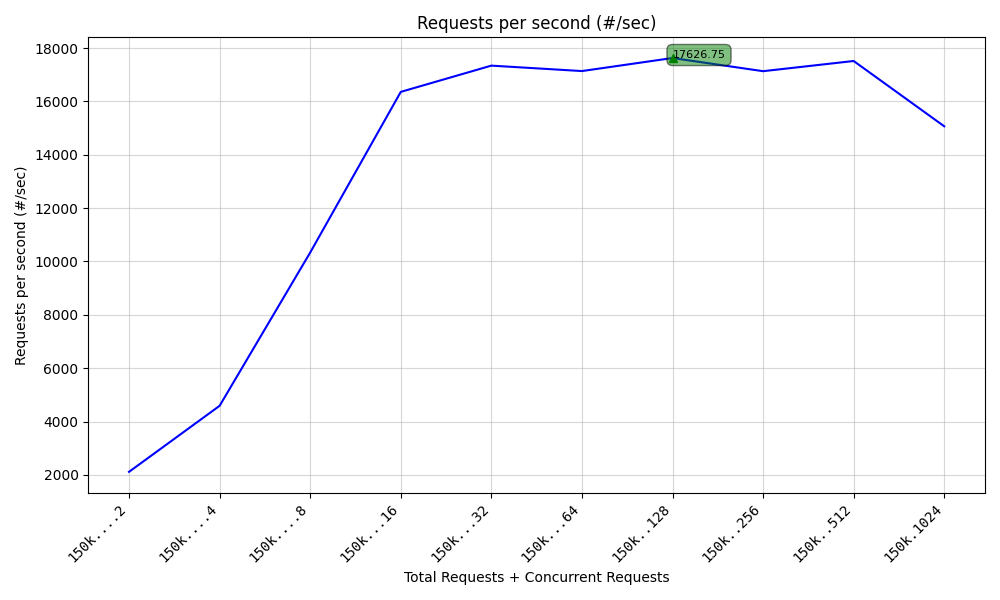 Requests per second (#/sec)
18000
17626.75
16000
14000
12000
10000
8000
6000
4000
2000
Requests per second (#/sec)
150k....2
150k....4
150k....8
150k...16
150k...32
150k...64
150k..128
150k..256
150k..512
150k.1024
Total Requests + Concurrent Requests